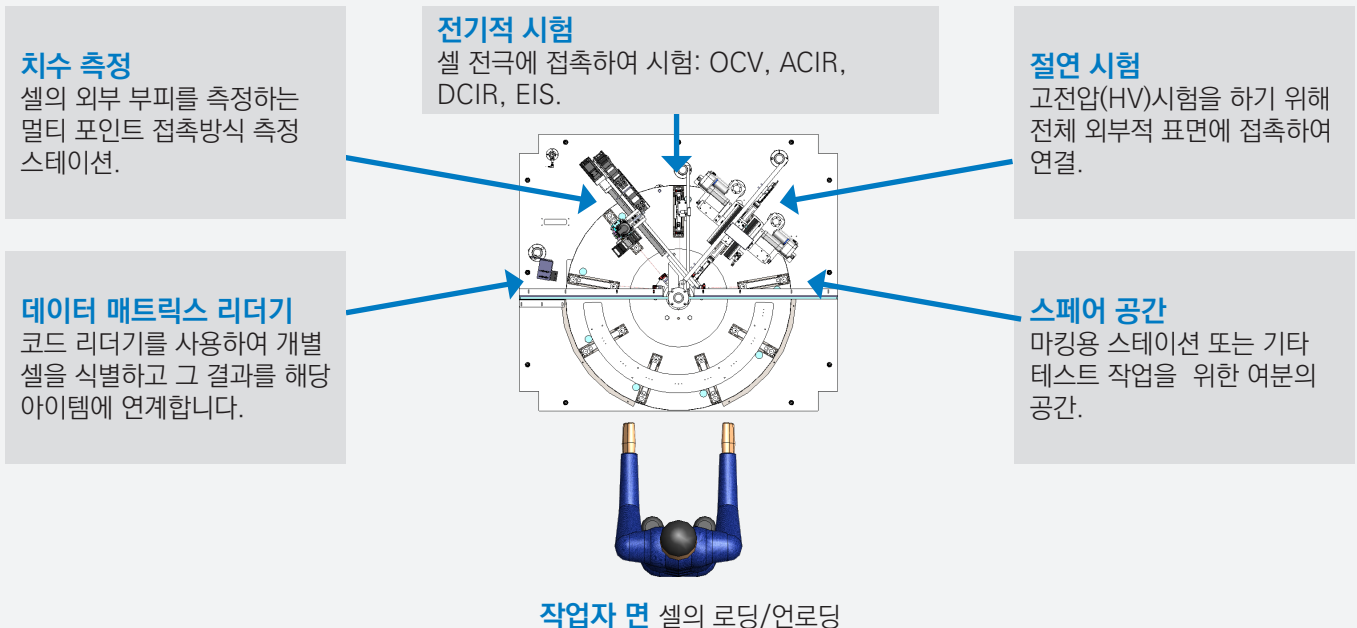 치수 측정
셀의 외부 부피를 측정하는
멀티 포인트 접촉방식 측정
스테이션.
전기적 시험
셀 전극에 접촉하여 시험: OCV, ACIR,
DCIR, EIS.
절연 시험
고전압(HV)시험을 하기 위해
전체 외부적 표면에 접촉하여
연결.
데이터 매트릭스 리더기
코드 리더기를 사용하여 개별
셀을 식별하고 그 결과를 해당
아이템에 연계합니다.
스페어 공간
마킹용 스테이션 또는 기타
테스트 작업을 위한 여분의
공간.
작업자 면 셀의 로딩/언로딩